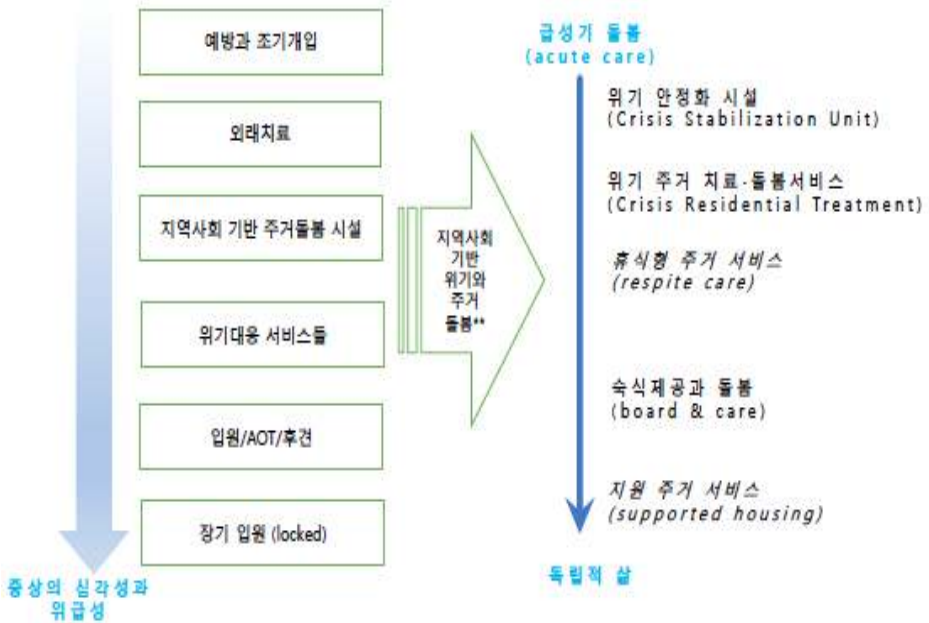 예방과 조기개입
외래치료
지역사회 기반 주거돌봄 시설
위기대응 서비스들
입원/AOT/후견
장기 입원 (locked)
증상의 심각성과
위급성
지역사회
기반
위기와
주거
돌봄**
급성기 돌봄
(acute care)
위기 안정화 시설
(Crisis Stabilization Unit)
위기 주거 치료-돌봄서비스
(Crisis Residential Treatment)
휴식형 주거 서비스
(respite care)
숙식제공과 돌봄
(board & care)
지원 주거 서비스
(supported housing)
독립적 삶